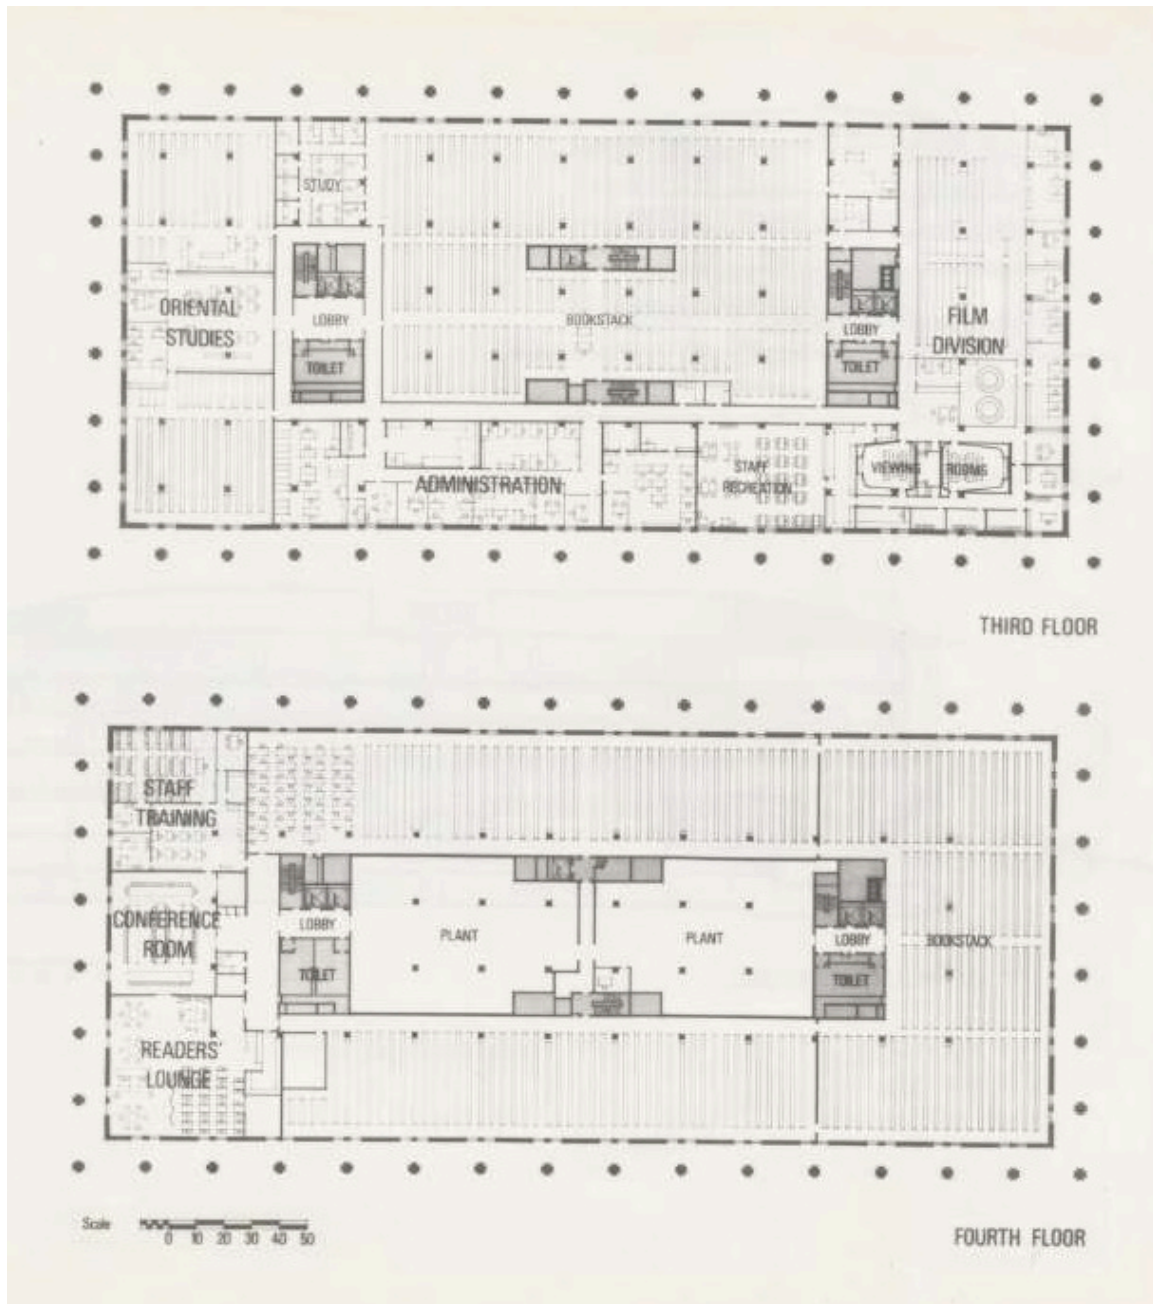 STUDY
ORIENTAL
STUDIES
LOBBY
TOILET
BOOKSTACK
LOBBY
TOILET
FILM
DIVISION
ADMINISTRATION
STAFF
RECREATION
VIEWING ROOMS
THIRD FLOOR
STAFF
TRAINING
CONFERENCE
ROOM
LOBBY
TOILET
PLANT
PLANT
LOBBY
TOILET
BOOKSTACK
READERS'
LOUNGE
Scale
0 10 20 30 40 50
FOURTH FLOOR